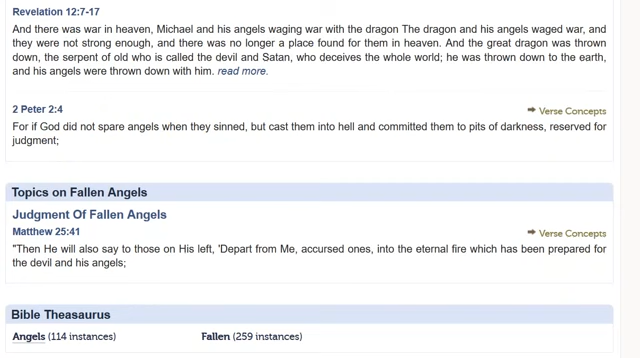 Revelation 12:7-17
And there was war in heaven, Michael and his angels waging war with the dragon The dragon and his angels waged war, and
they were not strong enough, and there was no longer a place found for them in heaven. And the great dragon was thrown
down, the serpent of old who is called the devil and Satan, who deceives the whole world; he was thrown down to the earth,
and his angels were thrown down with him. read more.
2 Peter 2:4
Verse Concepts
For if God did not spare angels when they sinned, but cast them into hell and committed them to pits of darkness, reserved for
judgment;
Topics on Fallen Angels
Judgment Of Fallen Angels
Matthew 25:41
Verse Concepts
"Then He will also say to those on His left, 'Depart from Me, accursed ones, into the eternal fire which has been prepared for
the devil and his angels;
Bible Theasaurus
Angels (114 instances)
Fallen (259 instances)